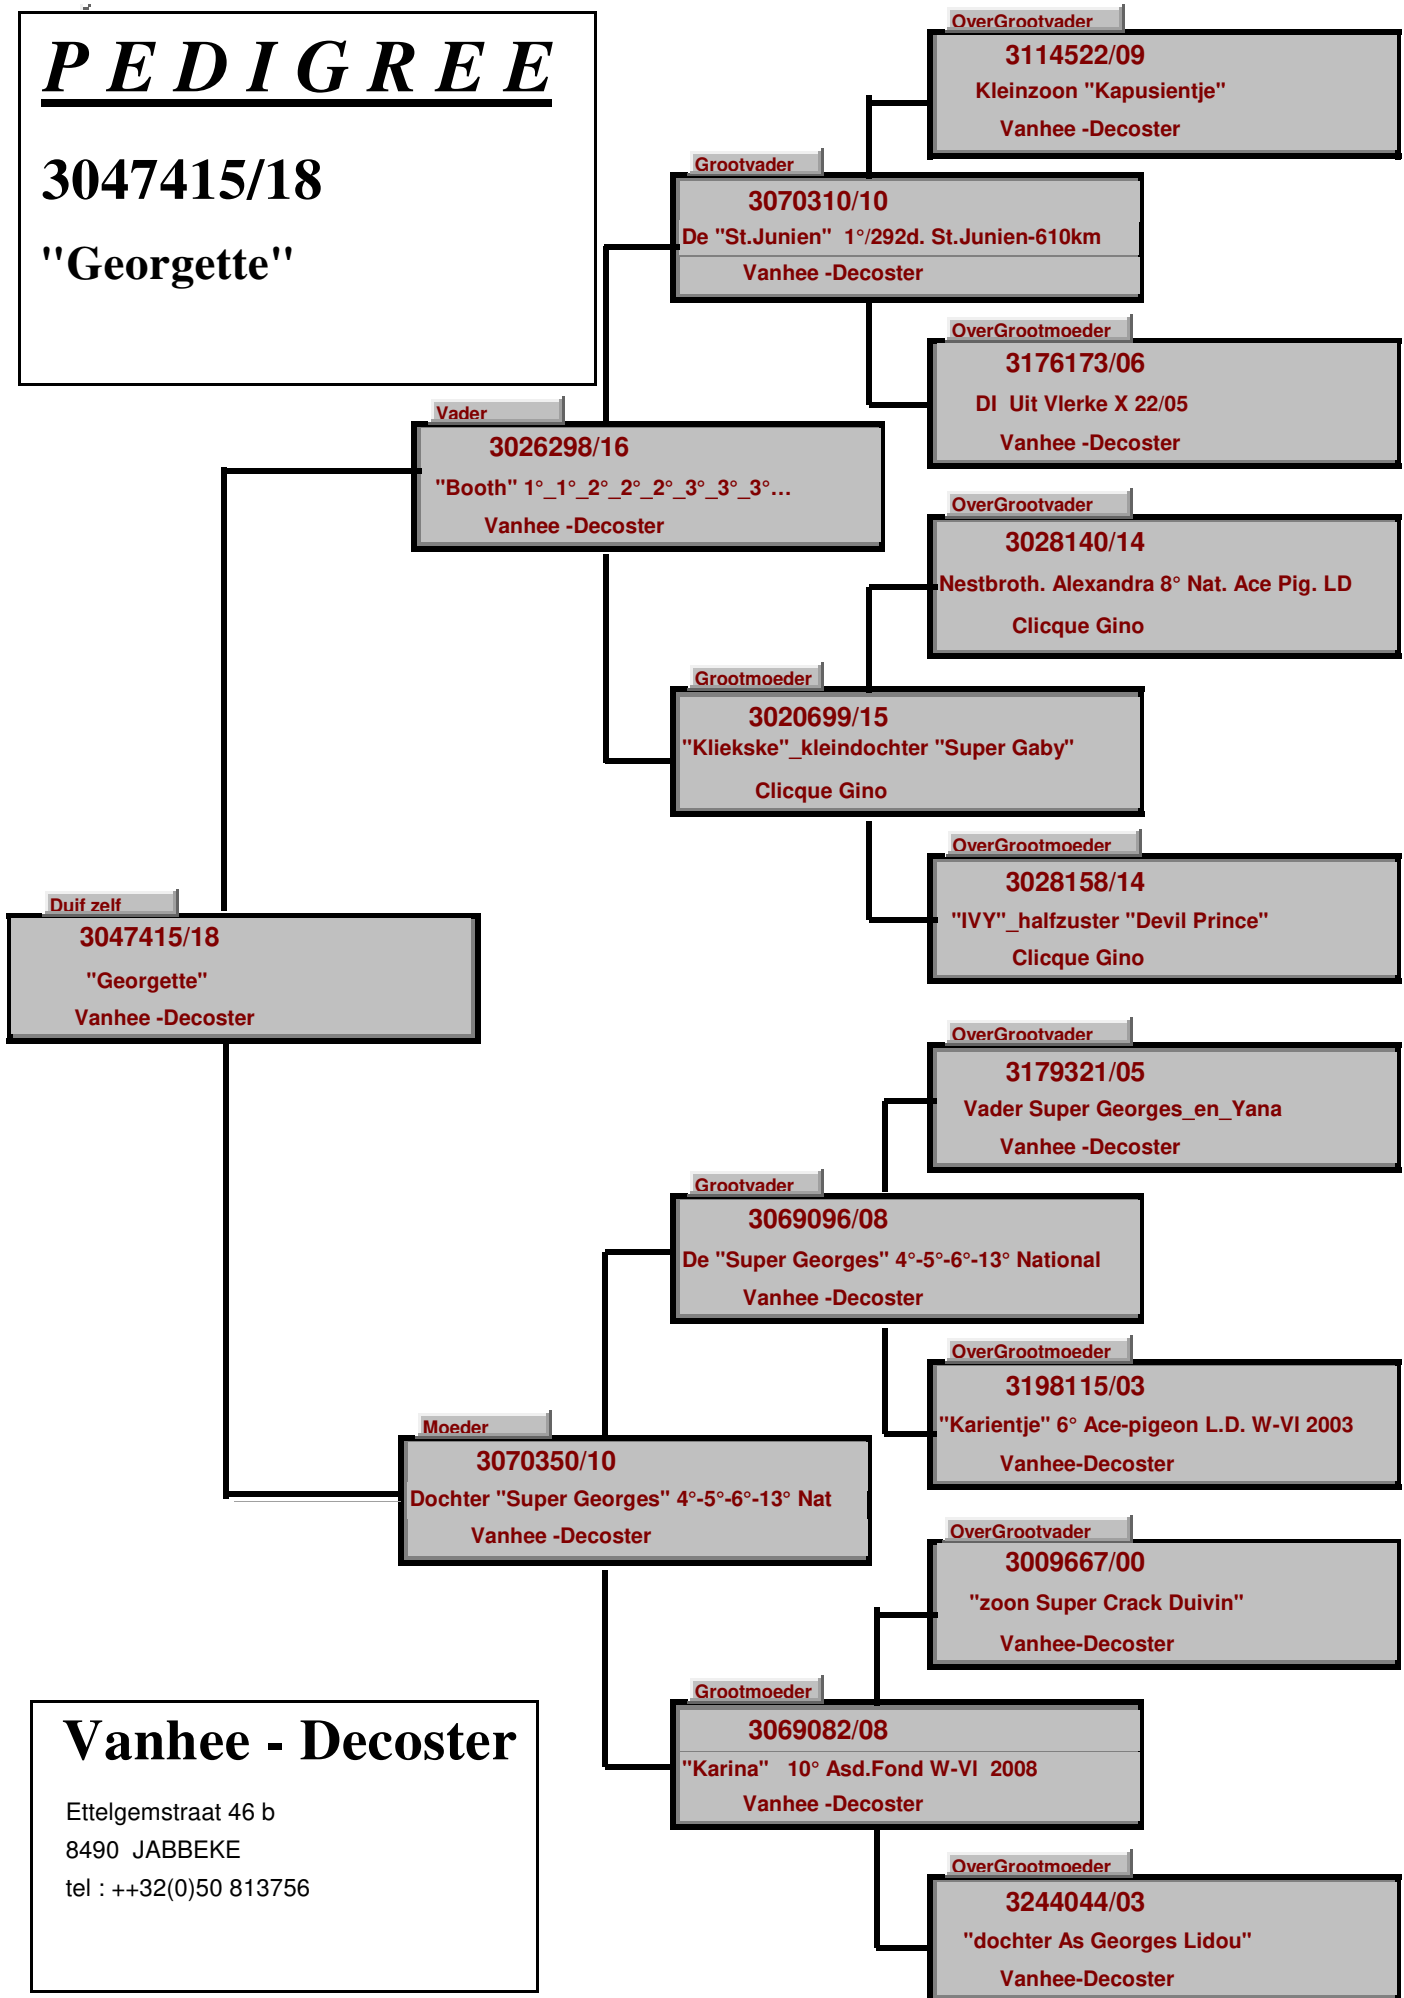 P E D I G R E E
3047415/18
"Georgette"
OverGrootvader
3114522/09
Kleinzoon "Kapusientje"
Vanhee -Decoster
Grootvader
3070310/10
De "St.Junien"  1°/292d. St.Junien-610km
Vanhee -Decoster
OverGrootmoeder
3176173/06
DI  Uit Vlerke X 22/05
Vanhee -Decoster
Vader
3026298/16
"Booth" 1°_1°_2°_2°_2°_3°_3°_3°...
Vanhee -Decoster
OverGrootvader
3028140/14
Nestbroth. Alexandra 8° Nat. Ace Pig. LD
Clicque Gino
Grootmoeder
3020699/15
"Kliekske"_kleindochter "Super Gaby"
Clicque Gino
OverGrootmoeder
3028158/14
"IVY"_halfzuster "Devil Prince"
Clicque Gino
Duif zelf
3047415/18
"Georgette"
Vanhee -Decoster
OverGrootvader
3179321/05
Vader Super Georges_en_Yana
Vanhee -Decoster
Grootvader
3069096/08
De "Super Georges" 4°-5°-6°-13° National
Vanhee -Decoster
OverGrootmoeder
3198115/03
"Karientje" 6° Ace-pigeon L.D. W-Vl 2003
Vanhee-Decoster
Moeder
3070350/10
Dochter "Super Georges" 4°-5°-6°-13° Nat
Vanhee -Decoster
OverGrootvader
3009667/00
"zoon Super Crack Duivin"
Vanhee-Decoster
Grootmoeder
3069082/08
"Karina"   10° Asd.Fond W-Vl  2008
Vanhee -Decoster
OverGrootmoeder
3244044/03
"dochter As Georges Lidou"
Vanhee-Decoster
Vanhee - Decoster
Ettelgemstraat 46 b
8490  JABBEKE
tel : ++32(0)50 813756